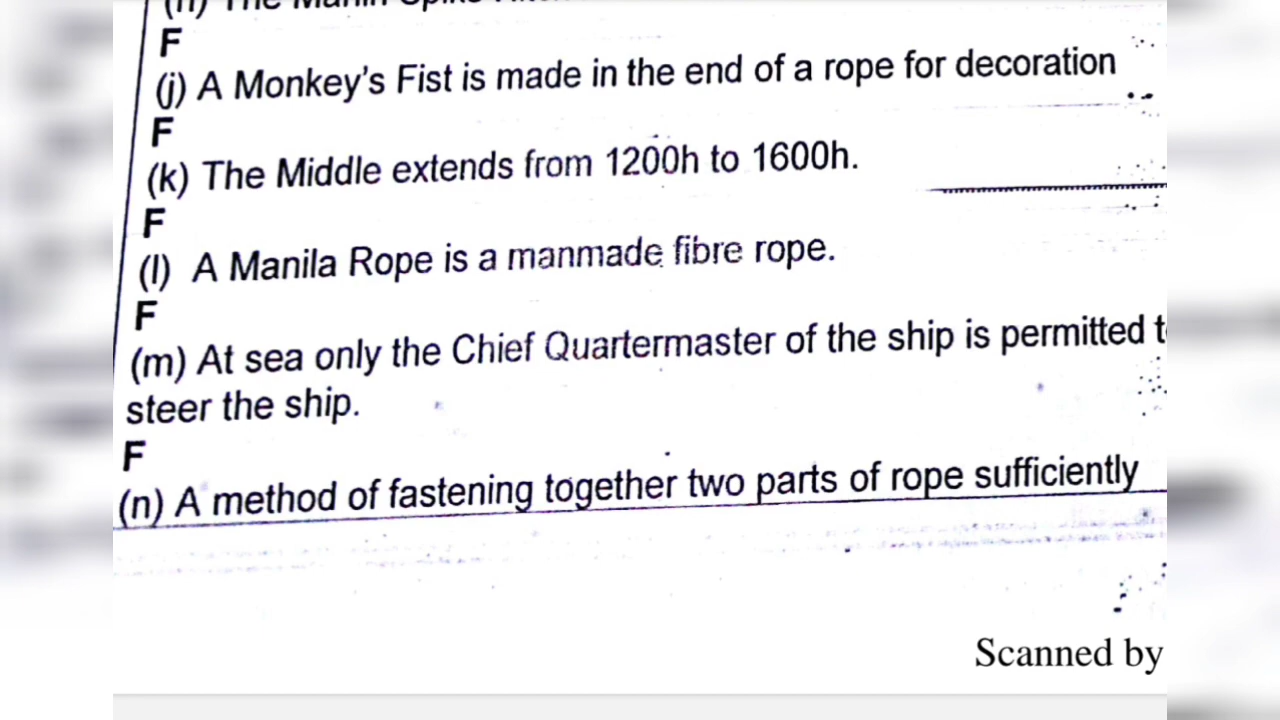 F
(j) A Monkey's Fist is made in the end of a rope for decoration
F
(k) The Middle extends from 1200h to 1600h.
F
(l) A Manila Rope is a manmade fibre rope.
F
(m) At sea only the Chief Quartermaster of the ship is permitted
steer the ship.
F
(n) A method of fastening together two parts of rope sufficiently
Scanned by